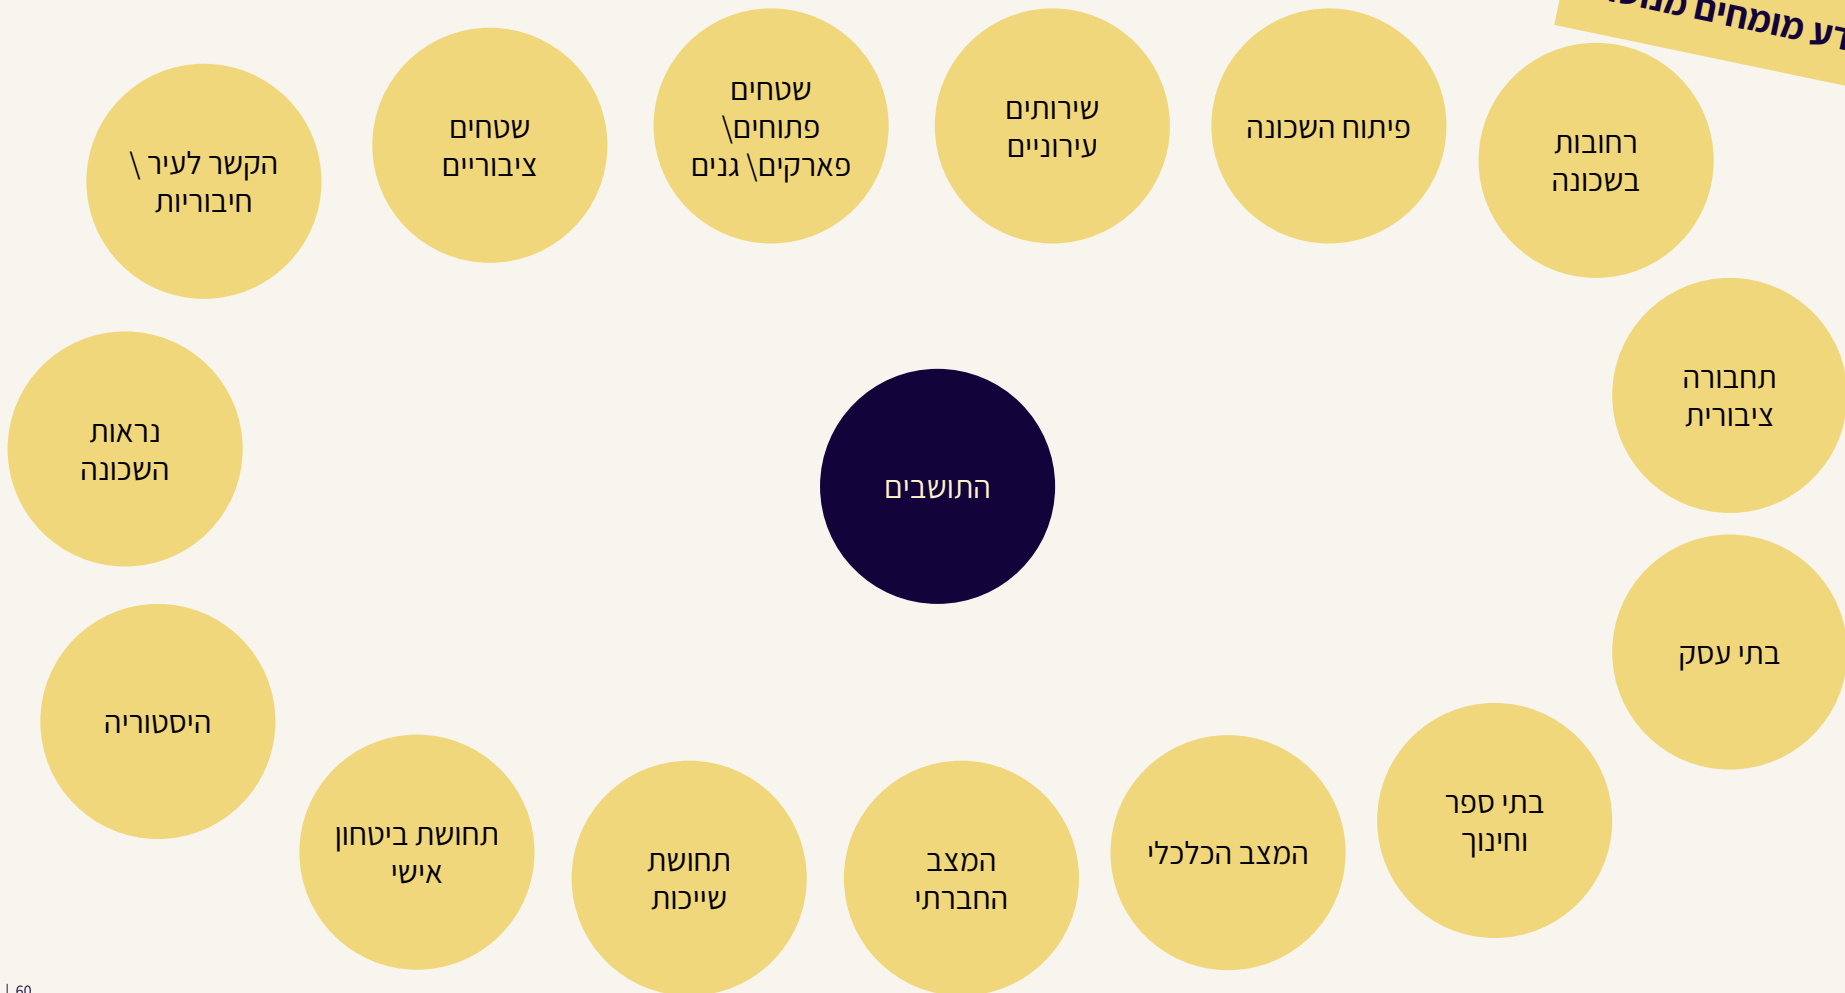 מומחים
רחובות
בשכונה
פיתוח השכונה
שירותים
עירוניים
שטחים
פתוחים\
פארקים\ גנים
שטחים
ציבוריים
הקשר לעיר \
חיבוריות
תחבורה
ציבורית
נראות
השכונה
התושבים
בתי עסק
היסטוריה
בתי ספר
וחינוך
המצב הכלכלי
המצב
החברתי
תחושת
שייכות
תחושת ביטחון
אישי
| 60